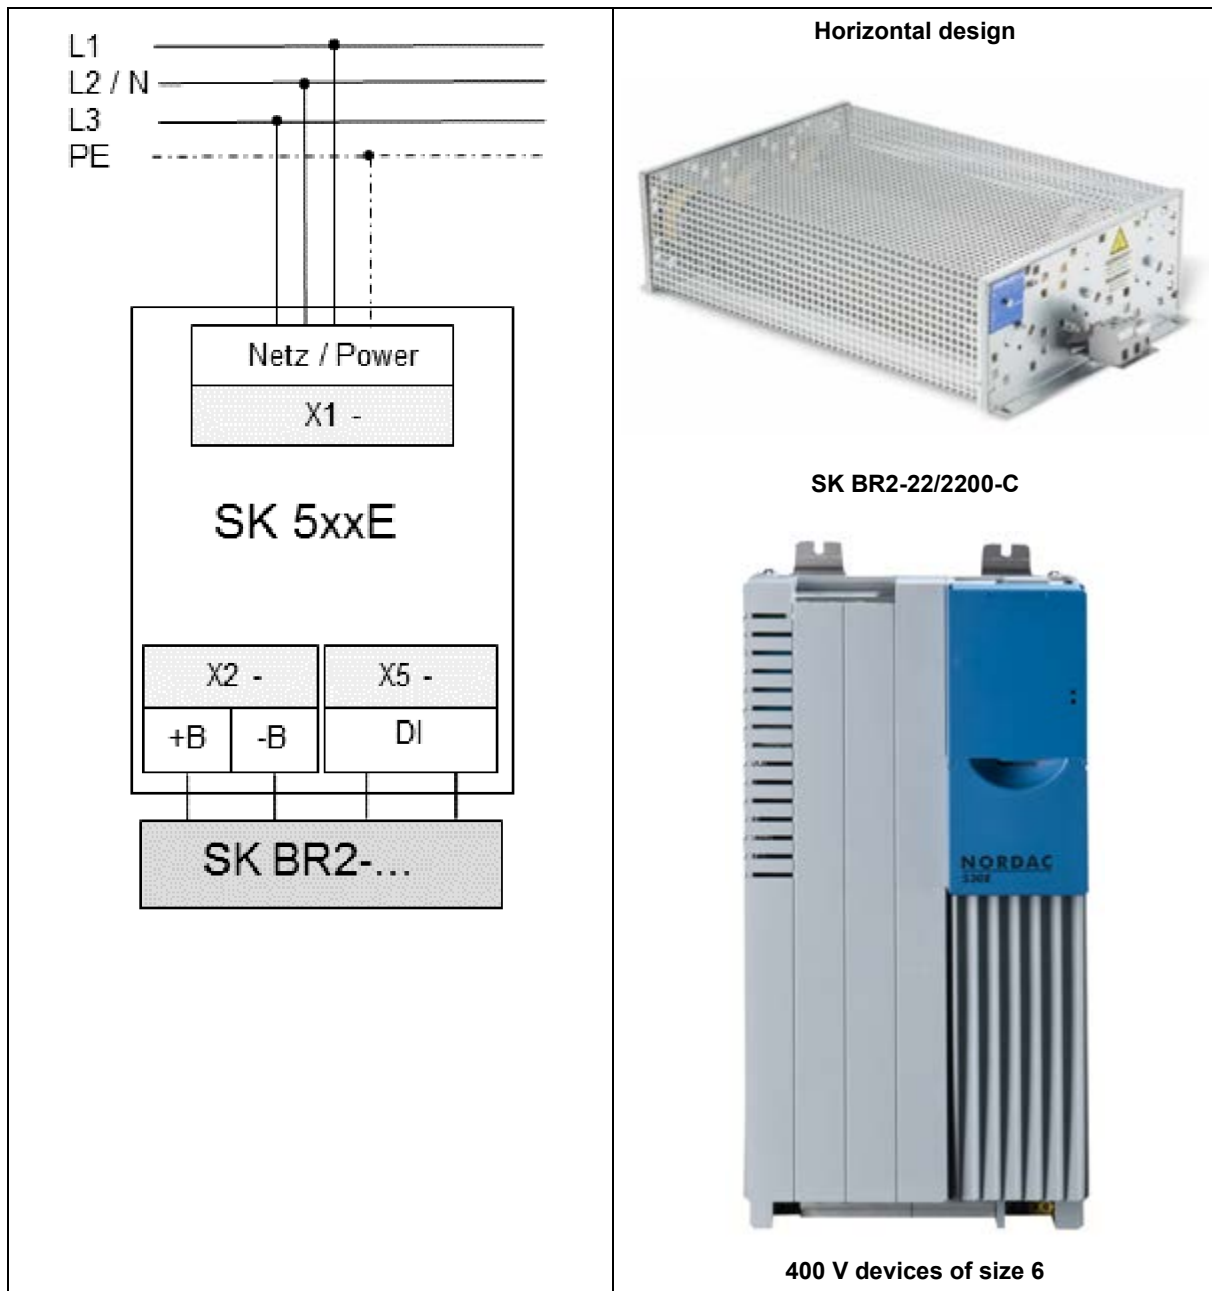 L1
L2 / N
L3
PE
Netz / Power
X1 -
SK 5xxE
X2 -
X5 -
+B
-B
DI
SK BR2-...
Horizontal design
SK BR2-22/2200-C
NORDAC
400 V devices of size 6